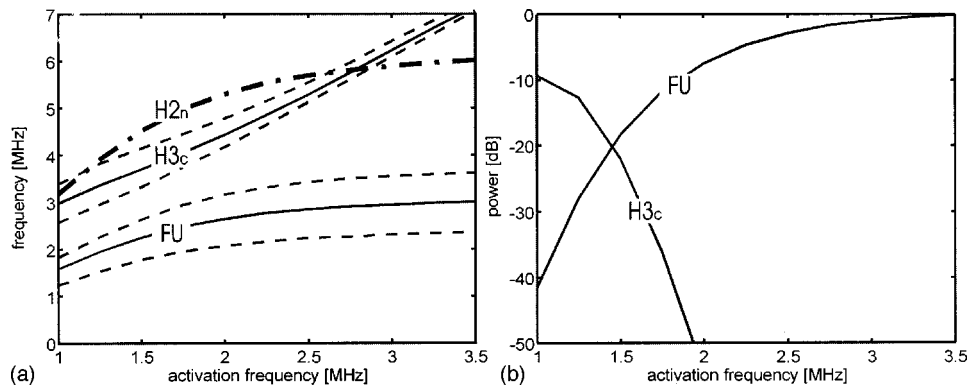 7
6
5
4
3
2
1
0
frequency [MHz]
H2n
H3c
FU
1 1.5 2 2.5 3 3.5
activation frequency [MHz]
(a)
0
-10
-20
-30
-40
-50
power [dB]
FU
H3c
1 1.5 2 2.5 3 3.5
activation frequency [MHz]
(b)